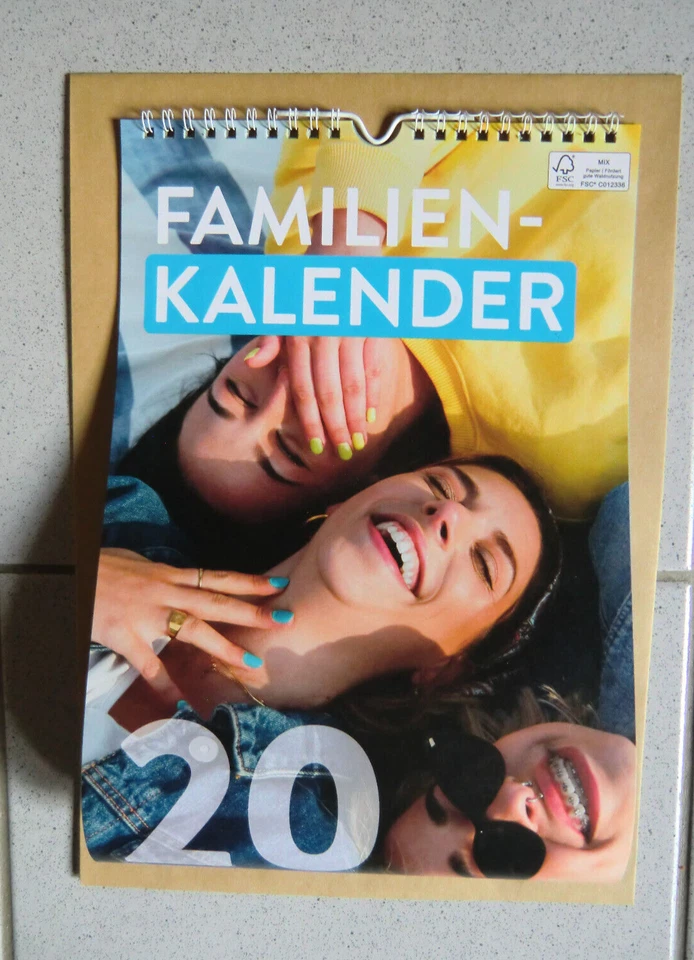 FAMILIEN-
KALENDER
FSC
MIX
Papier | Fördert
gute Waldnutzung
FSC® C012336
20